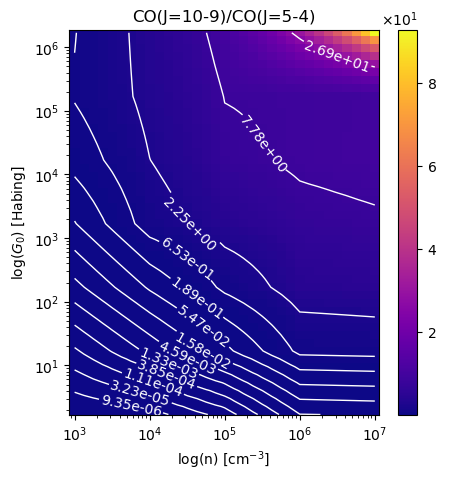 CO(J=10-9)/CO(J=5-4)
×10¹
10⁶
10⁵
10⁴
10³
10²
10¹
log(G₀) [Habing]
2.69e+01
7.78e+00
2.25e+00
6.53e-01
1.89e-01
5.47e-02
1.58e-02
4.59e-03
1.33e-03
3.85e-04
1.11e-04
3.23e-05
9.35e-06
8
6
4
2
10³ 10⁴ 10⁵ 10⁶ 10⁷
log(n) [cm⁻³]